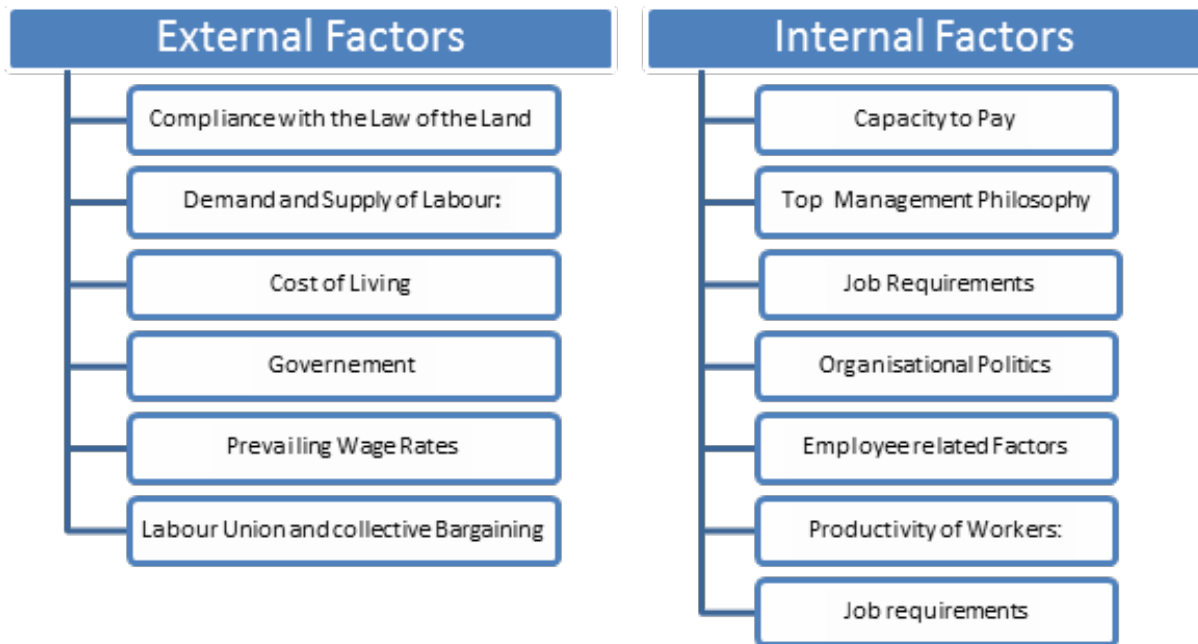 External Factors
Compliance with the Law of the Land
Demand and Supply of Labour:
Cost of Living
Governement
Prevailing Wage Rates
Labour Union and collective Bargaining
Internal Factors
Capacity to Pay
Top Management Philosophy
Job Requirements
Organisational Politics
Employee related Factors
Productivity of Workers:
Job requirements